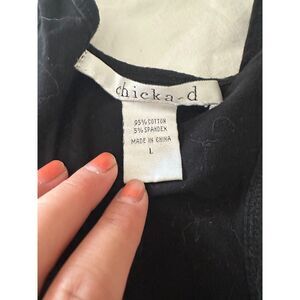 chicka-d
95% COTTON
5% SPANDEX
MADE IN CHINA
L